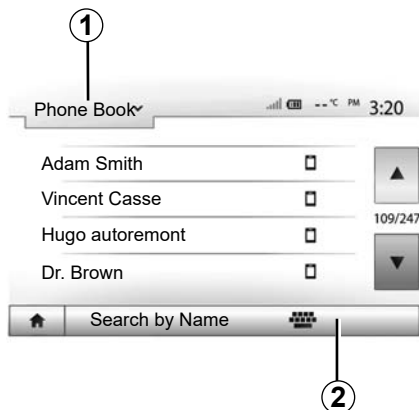 1
Phone Book
--°C PM 3:20
Adam Smith
Vincent Casse
Hugo autoremont
109/247
Dr. Brown
Search by Name
2